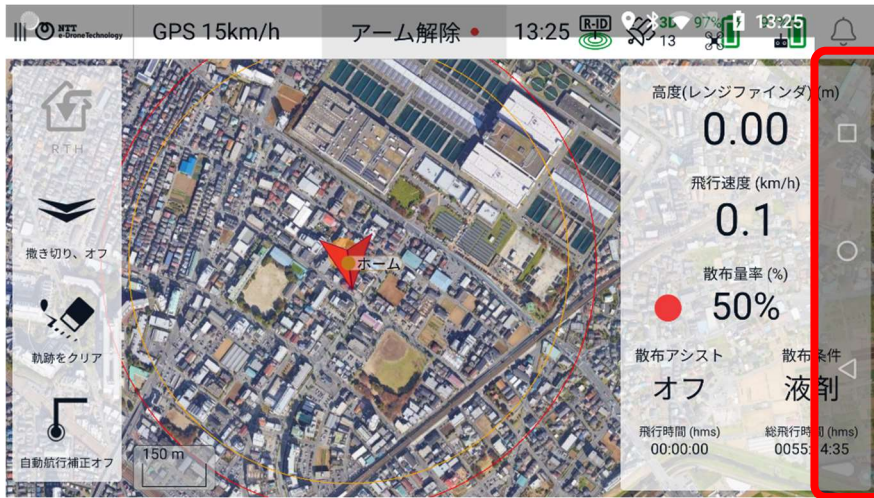 NTT
e-DroneTechnology
GPS 15km/h
アーム解除
13:25
R-ID
3D
13
97%
13:25
RTH
撒き切り、オフ
軌跡をクリア
自動航行補正オフ
ホーム
150 m
高度(レンジファインダ) (m)
0.00
飛行速度 (km/h)
0.1
散布量率 (%)
50%
散布アシスト
オフ
散布条件
液剤
飛行時間 (hms)
00:00:00
総飛行時間 (hms)